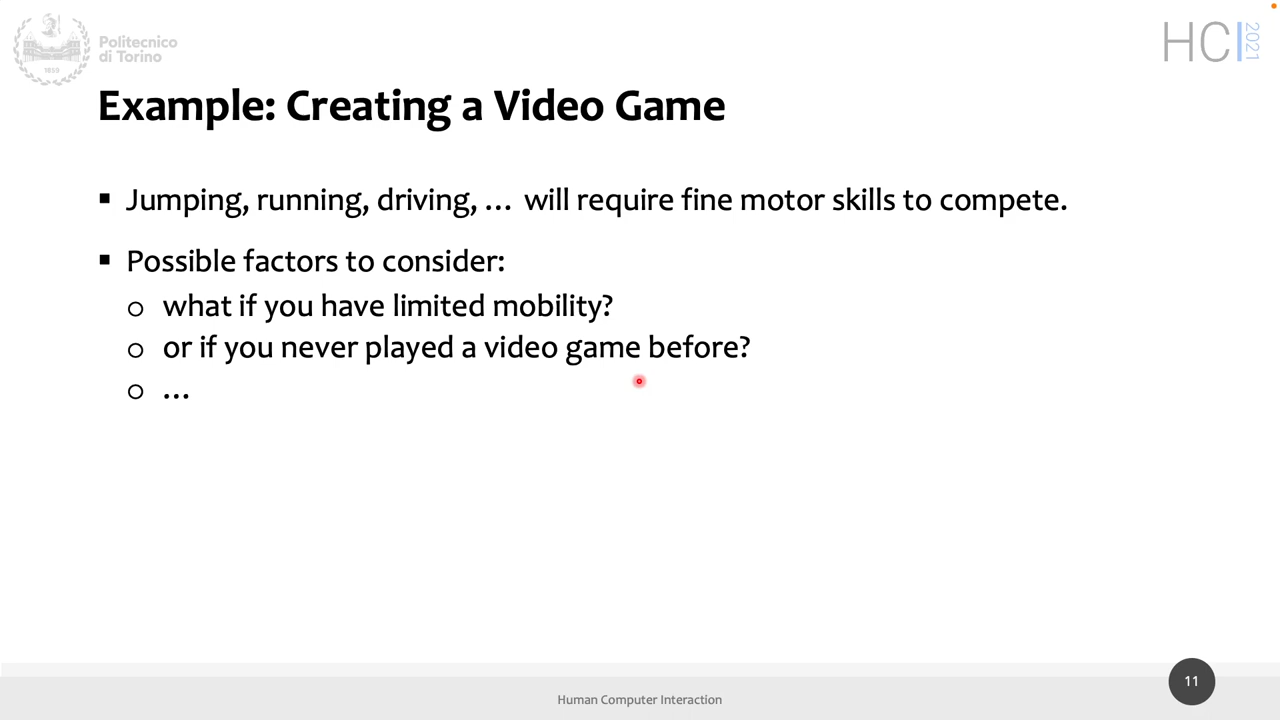 Politecnico
di Torino
1859
HCI 2021
Example: Creating a Video Game
▪ Jumping, running, driving, … will require fine motor skills to compete.
▪ Possible factors to consider:
o what if you have limited mobility?
o or if you never played a video game before?
o …
Human Computer Interaction
11